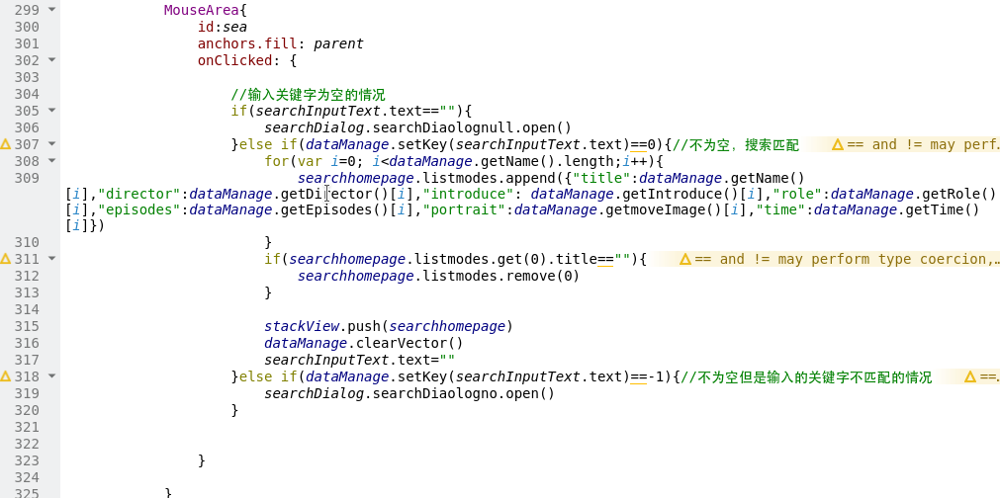 299 MouseArea{
300 id:sea
301 anchors.fill: parent
302 onClicked: {
303
304 //输入关键字为空的情况
305 if(searchInputText.text==""){
306 searchDialog.searchDiaolognull.open()
307 }else if(dataManage.setKey(searchInputText.text)==0){//不为空，搜索匹配 == and != may perf…
308 for(var i=0; i<dataManage.getName().length;i++){
309 searchhomepage.listmodes.append({"title":dataManage.getName()
[i],"director":dataManage.getDirector()[i],"introduce": dataManage.getIntroduce()[i],"role":dataManage.getRole()
[i],"episodes":dataManage.getEpisodes()[i],"portrait":dataManage.getmoveImage()[i],"time":dataManage.getTime()
[i]})
310 }
311 if(searchhomepage.listmodes.get(0).title==""){ == and != may perform type coercion,…
312 searchhomepage.listmodes.remove(0)
313 }
314
315 stackView.push(searchhomepage)
316 dataManage.clearVector()
317 searchInputText.text=""
318 }else if(dataManage.setKey(searchInputText.text)==-1){//不为空但是输入的关键字不匹配的情况 ==…
319 searchDialog.searchDiaologno.open()
320 }
321
322
323 }
324
325 }